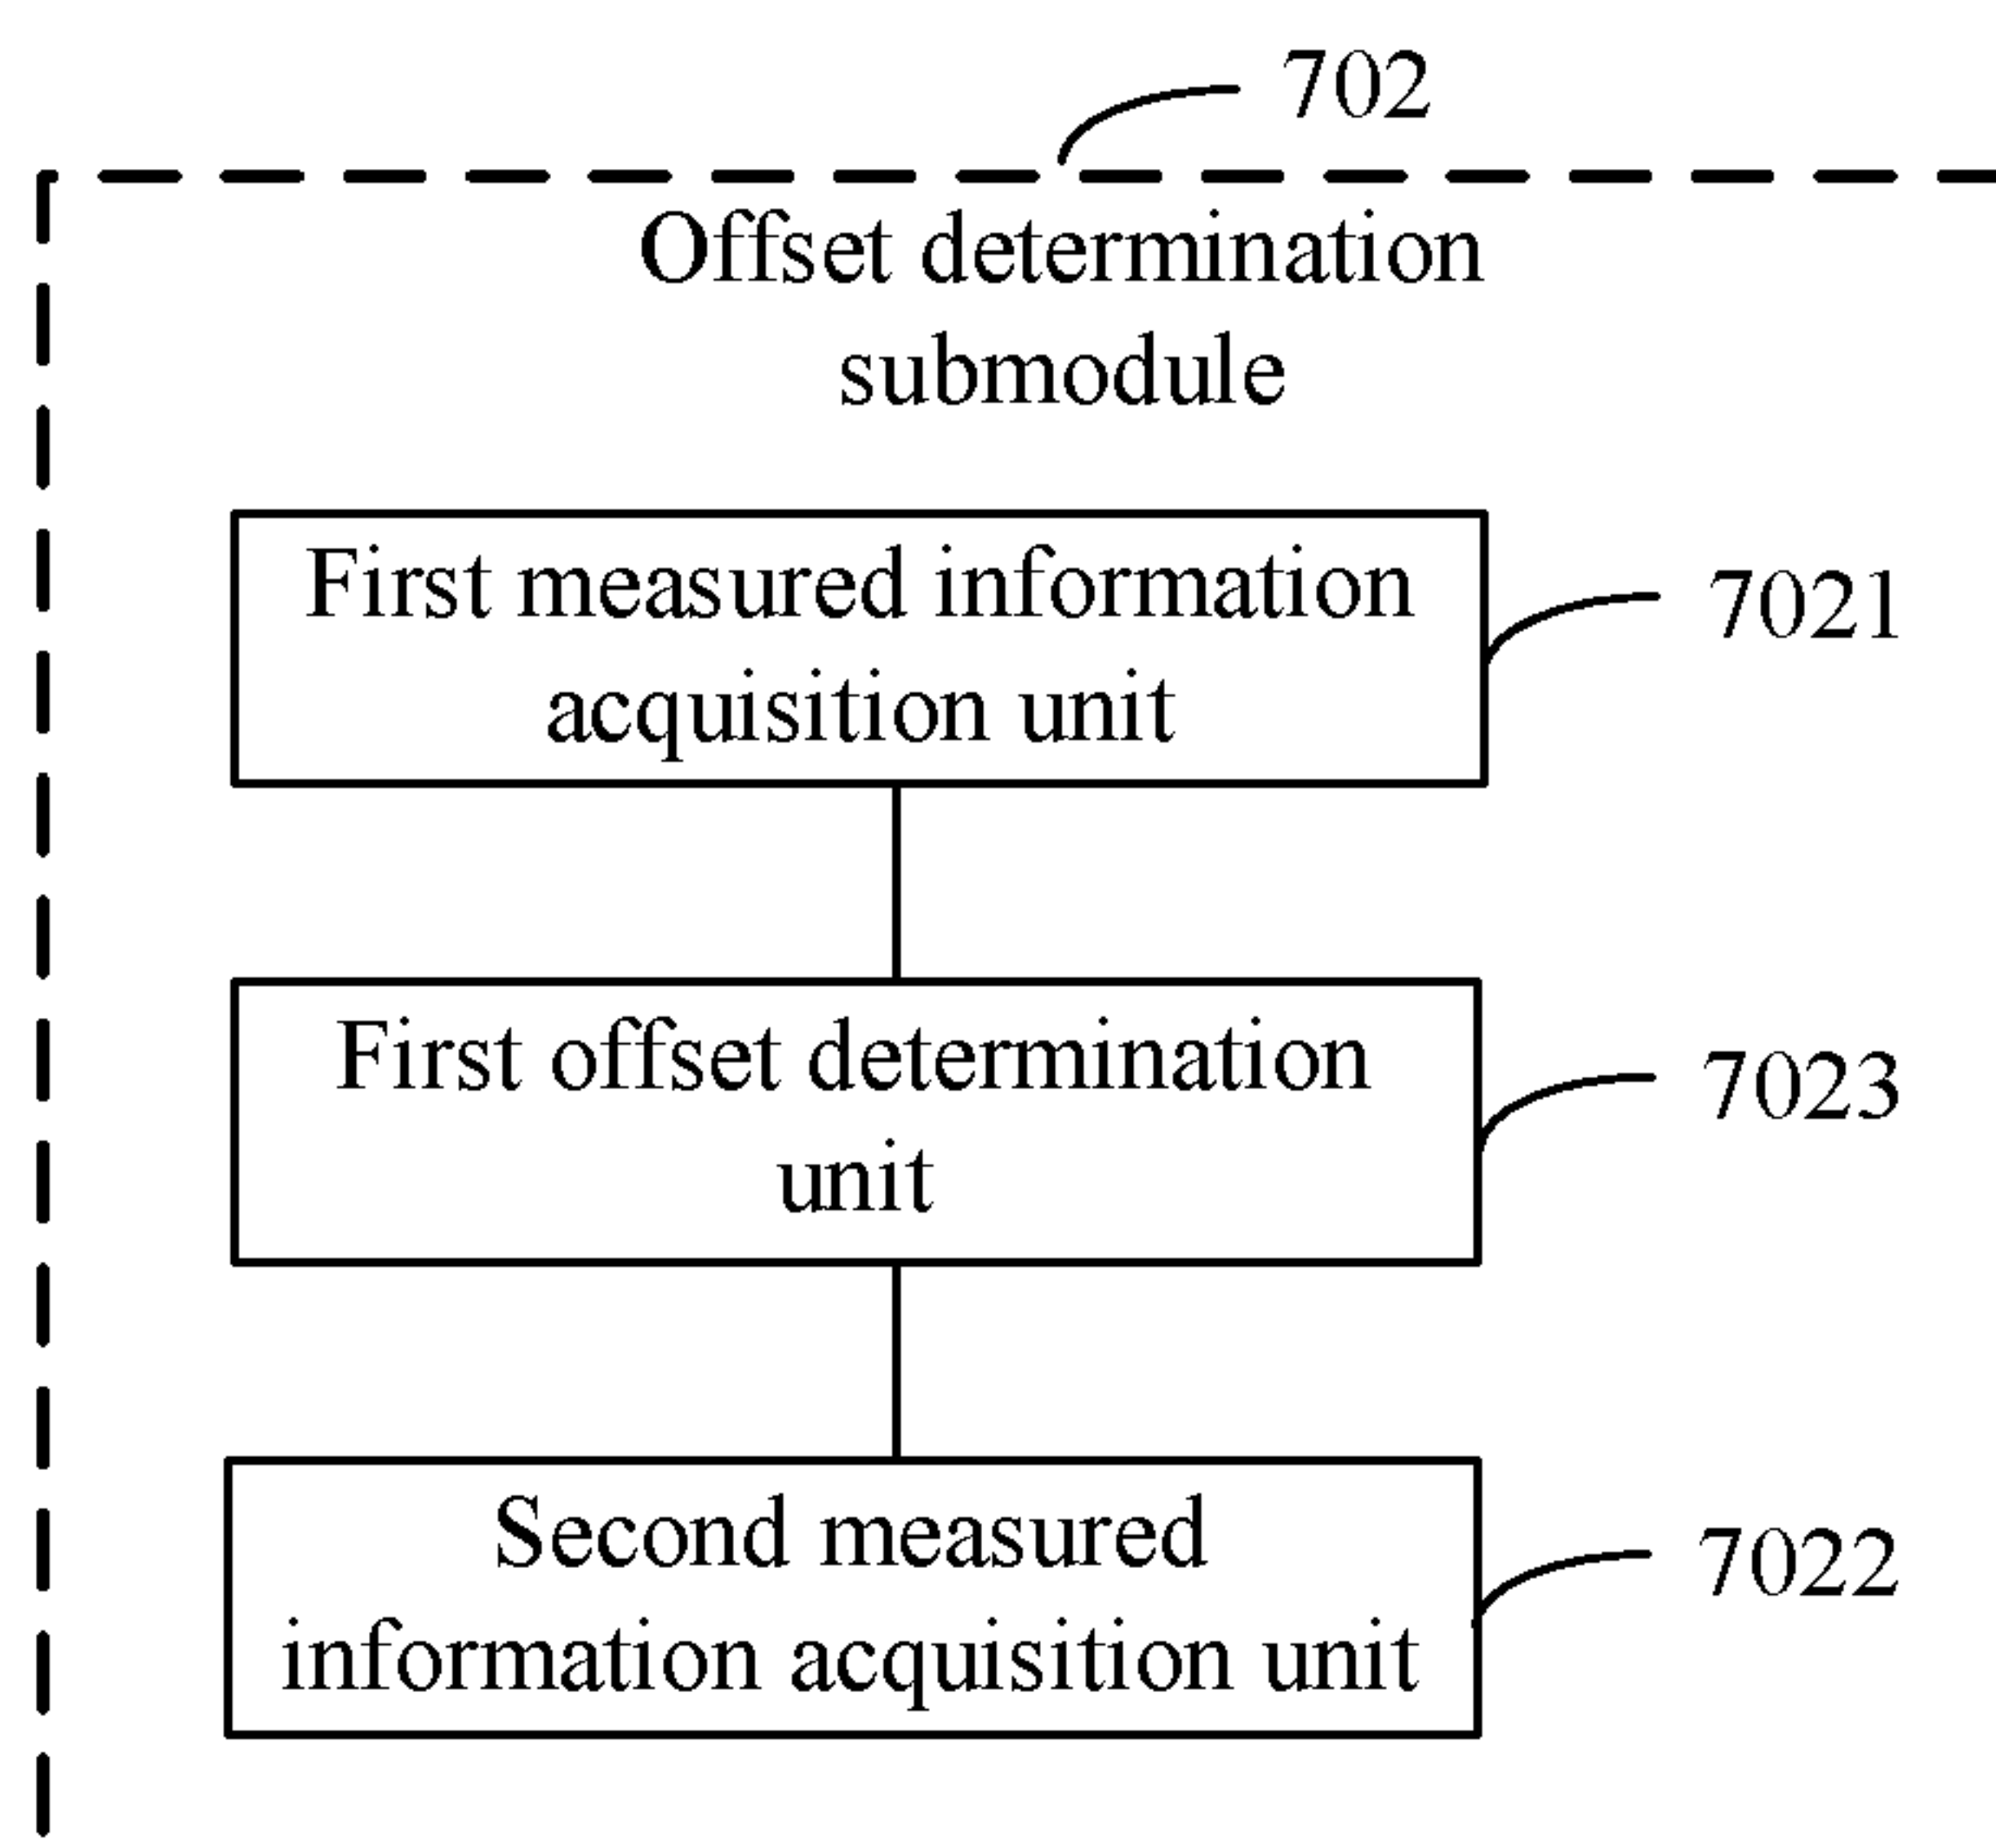 702
Offset determination
submodule
First measured information
acquisition unit
7021
First offset determination
unit
7023
Second measured
information acquisition unit
7022